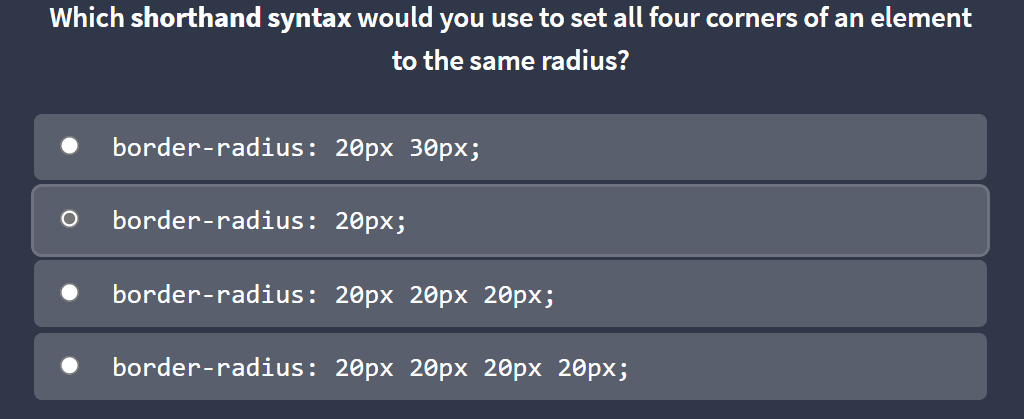 Which shorthand syntax would you use to set all four corners of an element
to the same radius?
border-radius: 20px 30px;
border-radius: 20px;
border-radius: 20px 20px 20px;
border-radius: 20px 20px 20px 20px;